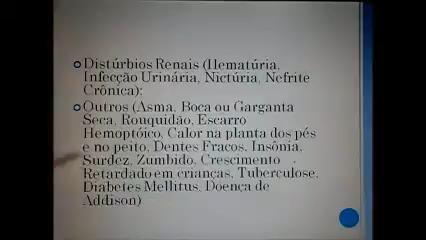 Distúrbios Renais (Hematúria,
Infecção Urinária, Nictúria, Nefrite
Crônica);
Outros (Asma, Boca ou Garganta
Seca, Rouquidão, Escarro
Hemoptóico, Calor na planta dos pés
e no peito, Dentes Fracos, Insônia,
Surdez, Zumbido, Crescimento
Retardado em crianças, Tuberculose,
Diabetes Mellitus, Doença de
Addison)